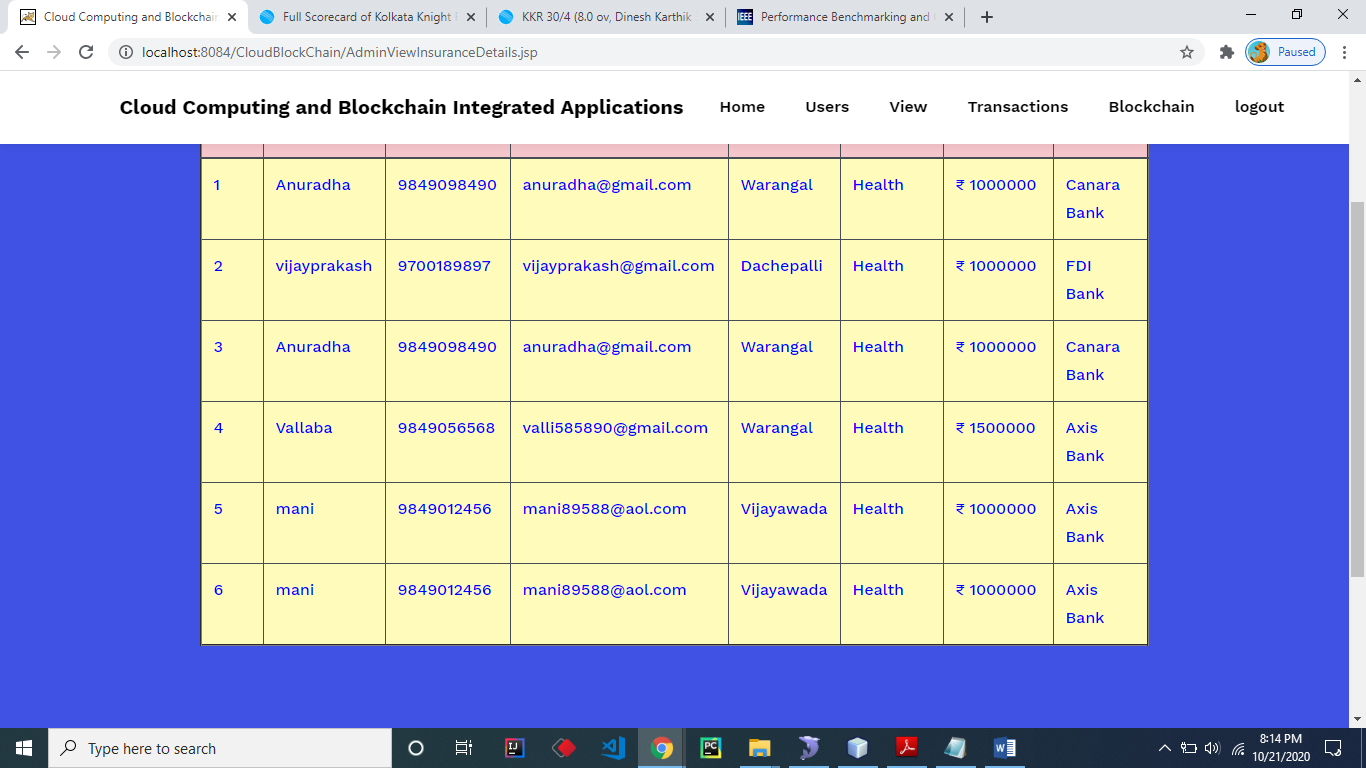 Cloud Computing and Blockchain
Full Scorecard of Kolkata Knight
KKR 30/4 (8.0 ov, Dinesh Karthik
IEEE Performance Benchmarking and
localhost:8084/CloudBlockChain/AdminViewInsuranceDetails.jsp
Paused
Cloud Computing and Blockchain Integrated Applications Home Users View Transactions Blockchain logout
1 Anuradha 9849098490 anuradha@gmail.com Warangal Health ₹ 1000000 Canara
Bank
2 vijayprakash 9700189897 vijayprakash@gmail.com Dachepalli Health ₹ 1000000 FDI
Bank
3 Anuradha 9849098490 anuradha@gmail.com Warangal Health ₹ 1000000 Canara
Bank
4 Vallaba 9849056568 valli585890@gmail.com Warangal Health ₹ 1500000 Axis
Bank
5 mani 9849012456 mani89588@aol.com Vijayawada Health ₹ 1000000 Axis
Bank
6 mani 9849012456 mani89588@aol.com Vijayawada Health ₹ 1000000 Axis
Bank
Type here to search
IJ
PC
8:14 PM
10/21/2020